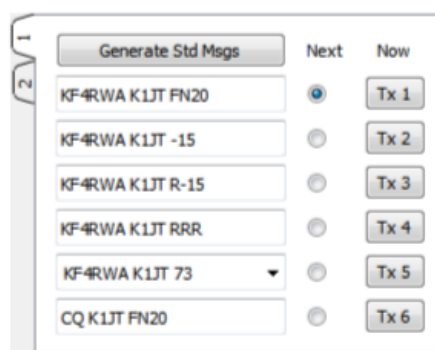 1
2
Generate Std Msgs Next Now
KF4RWA K1JT FN20 Tx 1
KF4RWA K1JT -15 Tx 2
KF4RWA K1JT R-15 Tx 3
KF4RWA K1JT RRR Tx 4
KF4RWA K1JT 73 Tx 5
CQ K1JT FN20 Tx 6